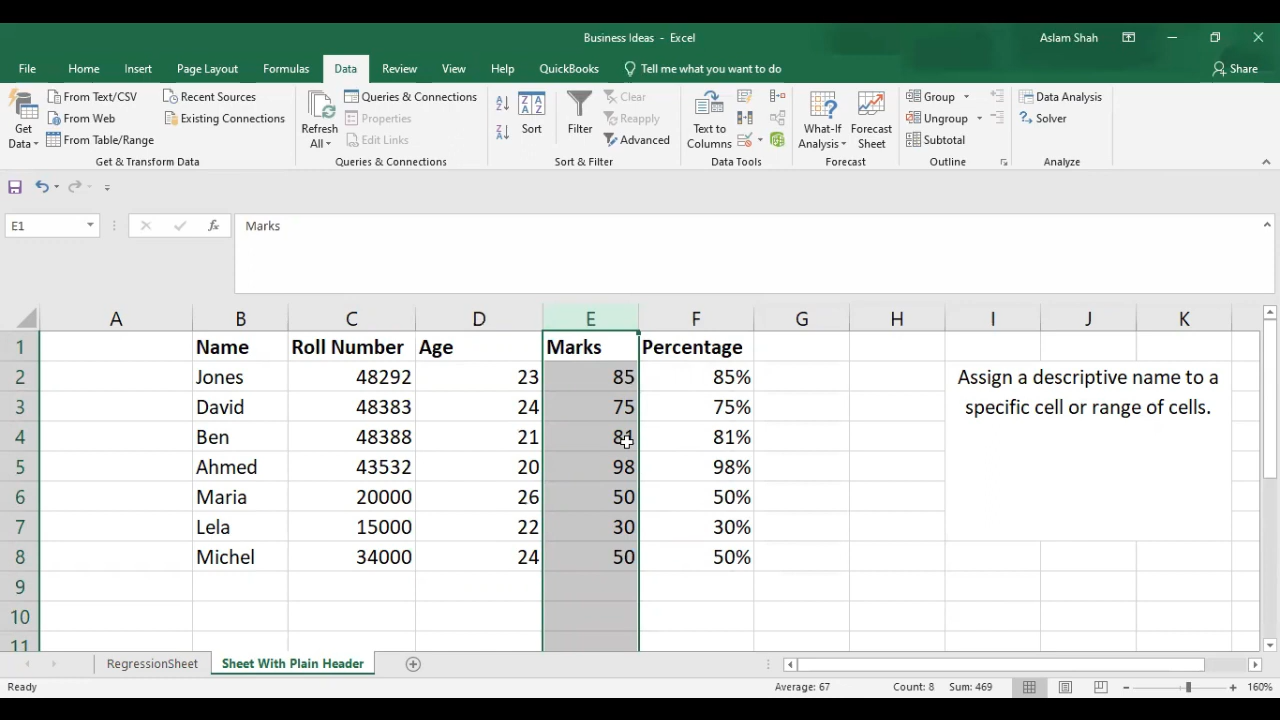 Business Ideas - Excel
Aslam Shah
File Home Insert Page Layout Formulas Data Review View Help QuickBooks Tell me what you want to do Share
Get Data
From Text/CSV
From Web
From Table/Range
Recent Sources
Existing Connections
Get & Transform Data
Refresh All
Queries & Connections
Properties
Edit Links
Queries & Connections
Sort
Filter
Clear
Reapply
Advanced
Sort & Filter
Text to Columns
Data Tools
What-If Analysis
Forecast Sheet
Forecast
Group
Ungroup
Subtotal
Outline
Data Analysis
Solver
Analyze
E1 fx Marks
A B C D E F G H I J K
1 Name Roll Number Age Marks Percentage
2 Jones 48292 23 85 85% Assign a descriptive name to a
3 David 48383 24 75 75% specific cell or range of cells.
4 Ben 48388 21 81 81%
5 Ahmed 43532 20 98 98%
6 Maria 20000 26 50 50%
7 Lela 15000 22 30 30%
8 Michel 34000 24 50 50%
9
10
11
RegressionSheet Sheet With Plain Header
Ready Average: 67 Count: 8 Sum: 469 160%